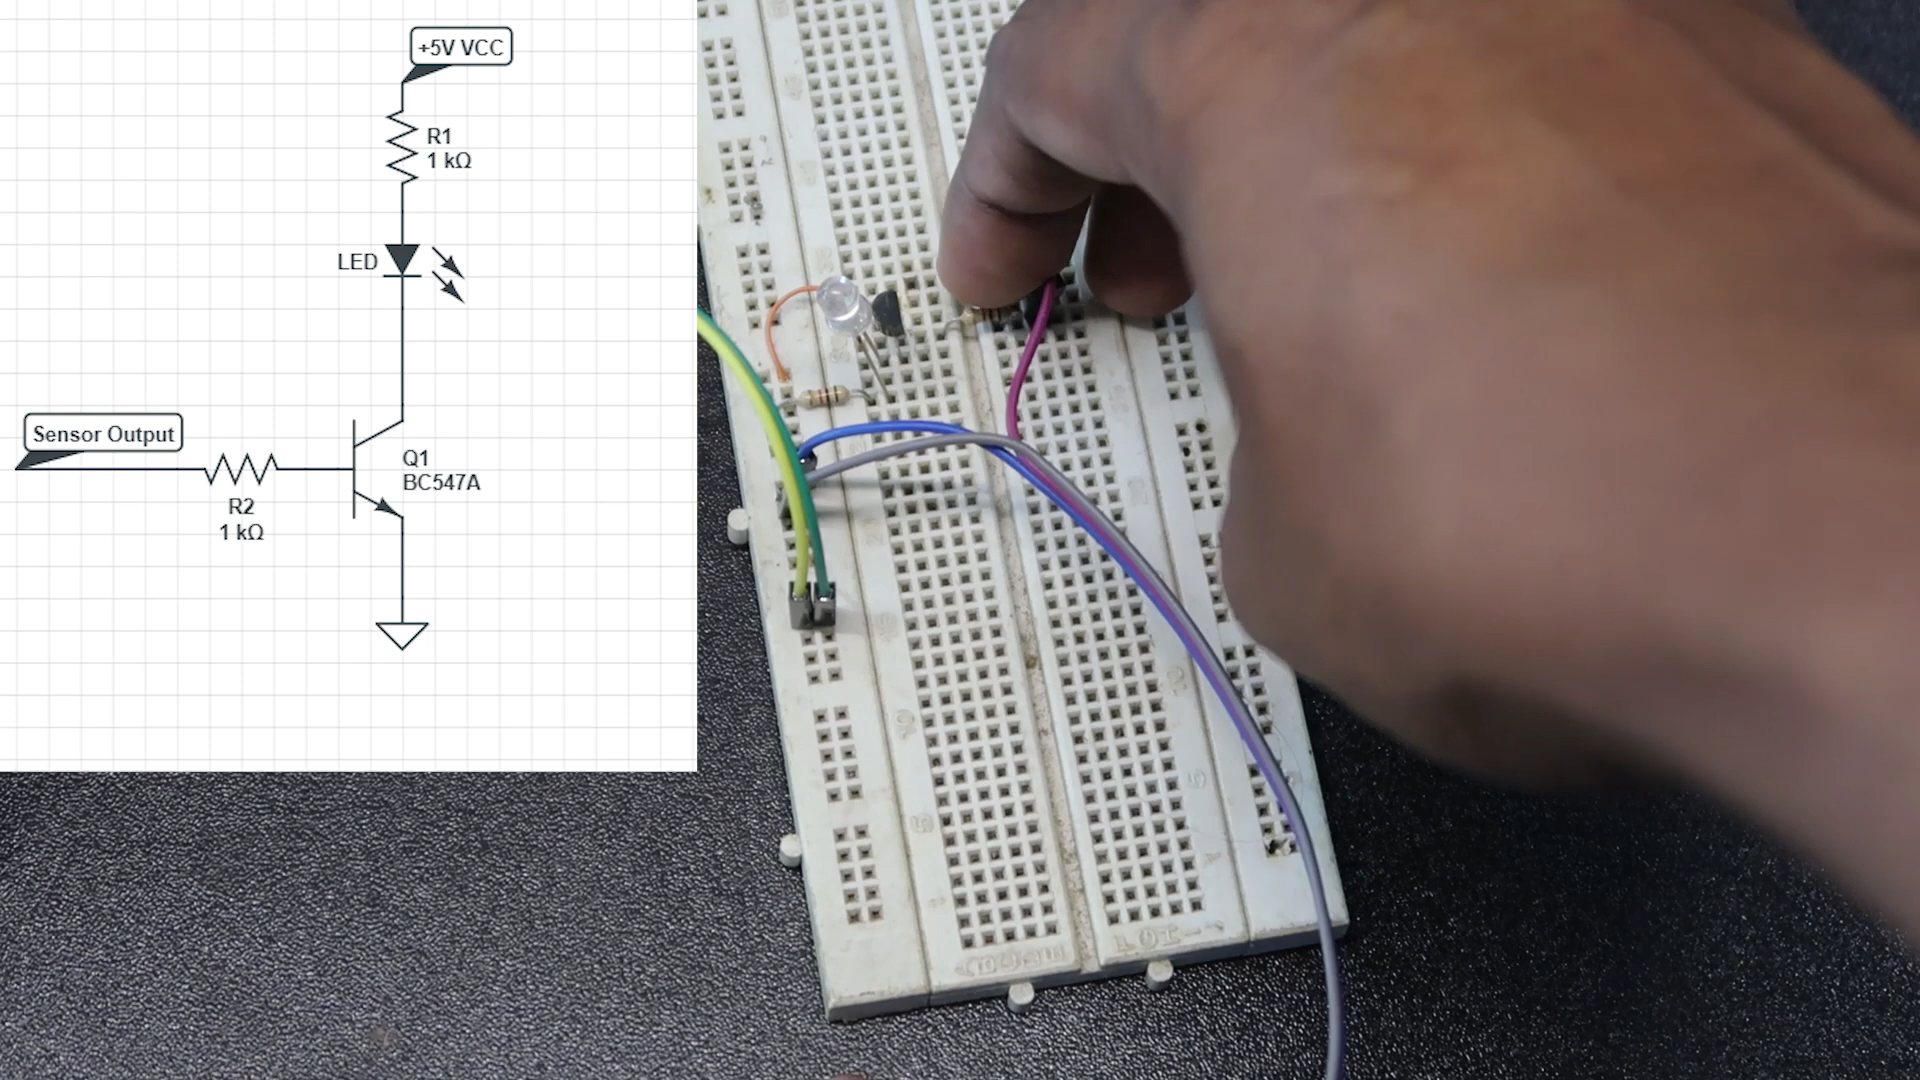 +5V VCC
R1
1 kΩ
LED
Sensor Output
Q1
BC547A
R2
1 kΩ